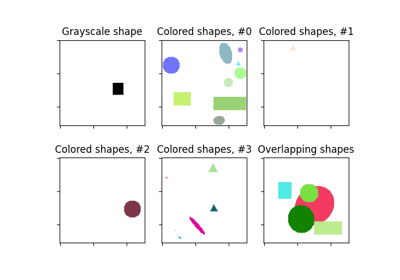 Grayscale shape
Colored shapes, #0
Colored shapes, #1
Colored shapes, #2
Colored shapes, #3
Overlapping shapes